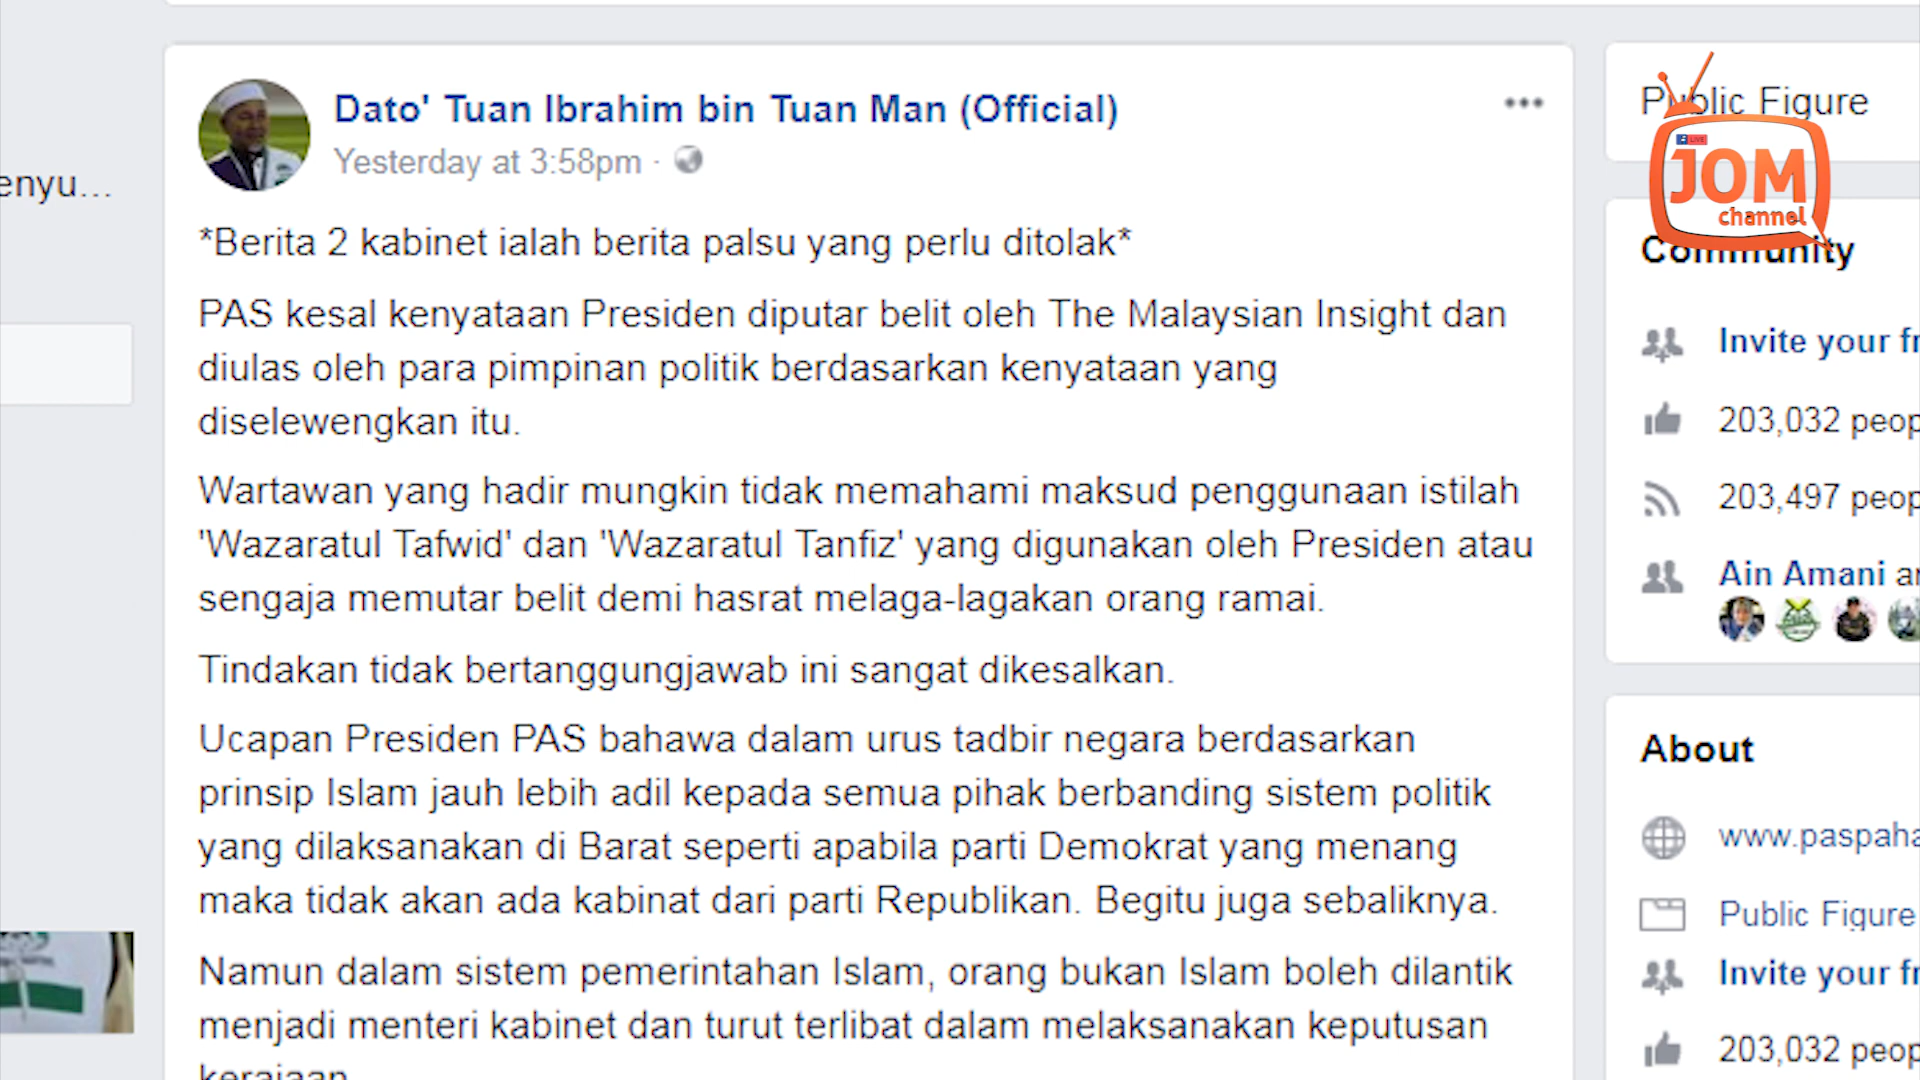 enyu...
Dato' Tuan Ibrahim bin Tuan Man (Official)
Yesterday at 3:58pm ·
*Berita 2 kabinet ialah berita palsu yang perlu ditolak*
PAS kesal kenyataan Presiden diputar belit oleh The Malaysian Insight dan
diulas oleh para pimpinan politik berdasarkan kenyataan yang
diselewengkan itu.
Wartawan yang hadir mungkin tidak memahami maksud penggunaan istilah
'Wazaratul Tafwid' dan 'Wazaratul Tanfiz' yang digunakan oleh Presiden atau
sengaja memutar belit demi hasrat melaga-lagakan orang ramai.
Tindakan tidak bertanggungjawab ini sangat dikesalkan.
Ucapan Presiden PAS bahawa dalam urus tadbir negara berdasarkan
prinsip Islam jauh lebih adil kepada semua pihak berbanding sistem politik
yang dilaksanakan di Barat seperti apabila parti Demokrat yang menang
maka tidak akan ada kabinat dari parti Republikan. Begitu juga sebaliknya.
Namun dalam sistem pemerintahan Islam, orang bukan Islam boleh dilantik
menjadi menteri kabinet dan turut terlibat dalam melaksanakan keputusan
kerajaan
Public Figure
LIVE
JOM
channel
Community
Invite your fr
203,032 peop
203,497 peop
Ain Amani an
About
www.paspaha
Public Figure
Invite your fr
203,032 peop